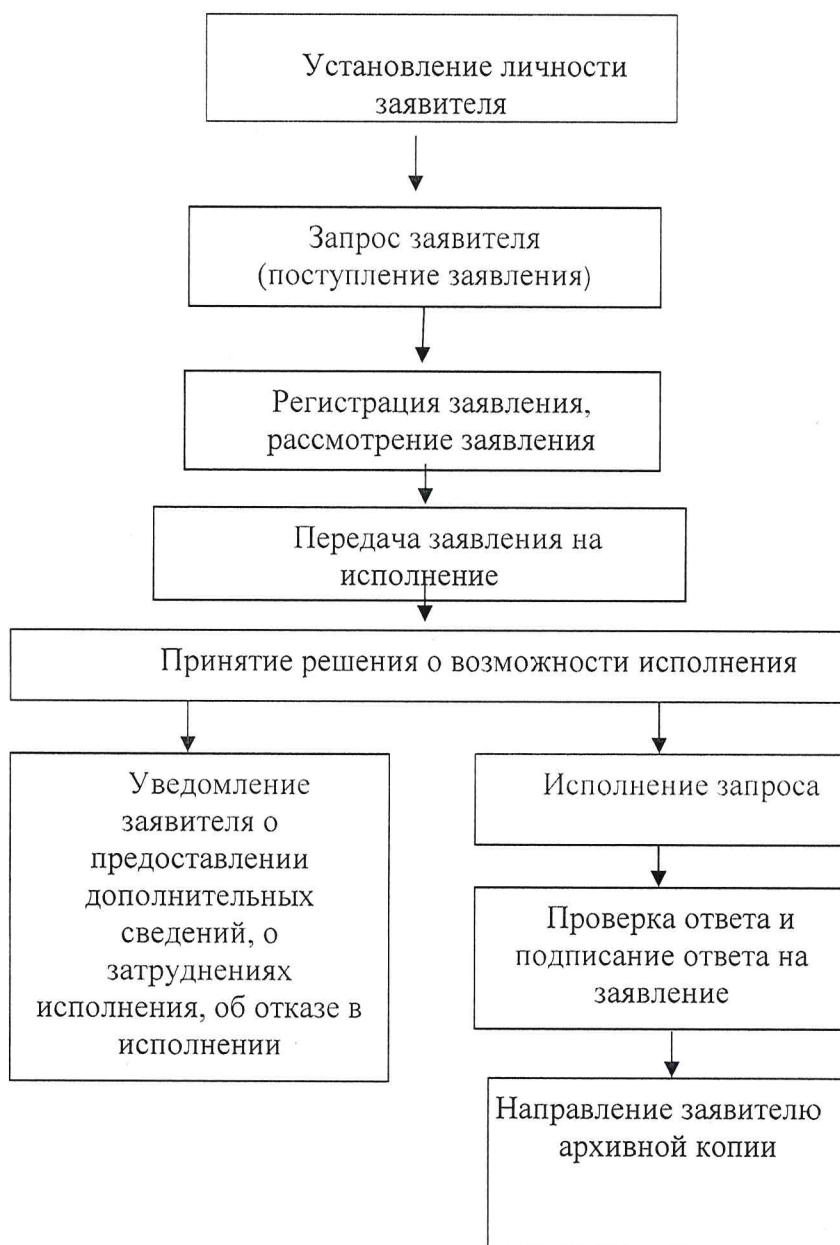 Установление личности
заявителя
Запрос заявителя
(поступление заявления)
Регистрация заявления,
рассмотрение заявления
Передача заявления на
исполнение
Принятие решения о возможности исполнения
Уведомление
заявителя о
предоставлении
дополнительных
сведений, о
затруднениях
исполнения, об отказе в
исполнении
Исполнение запроса
Проверка ответа и
подписание ответа на
заявление
Направление заявителю
архивной копии